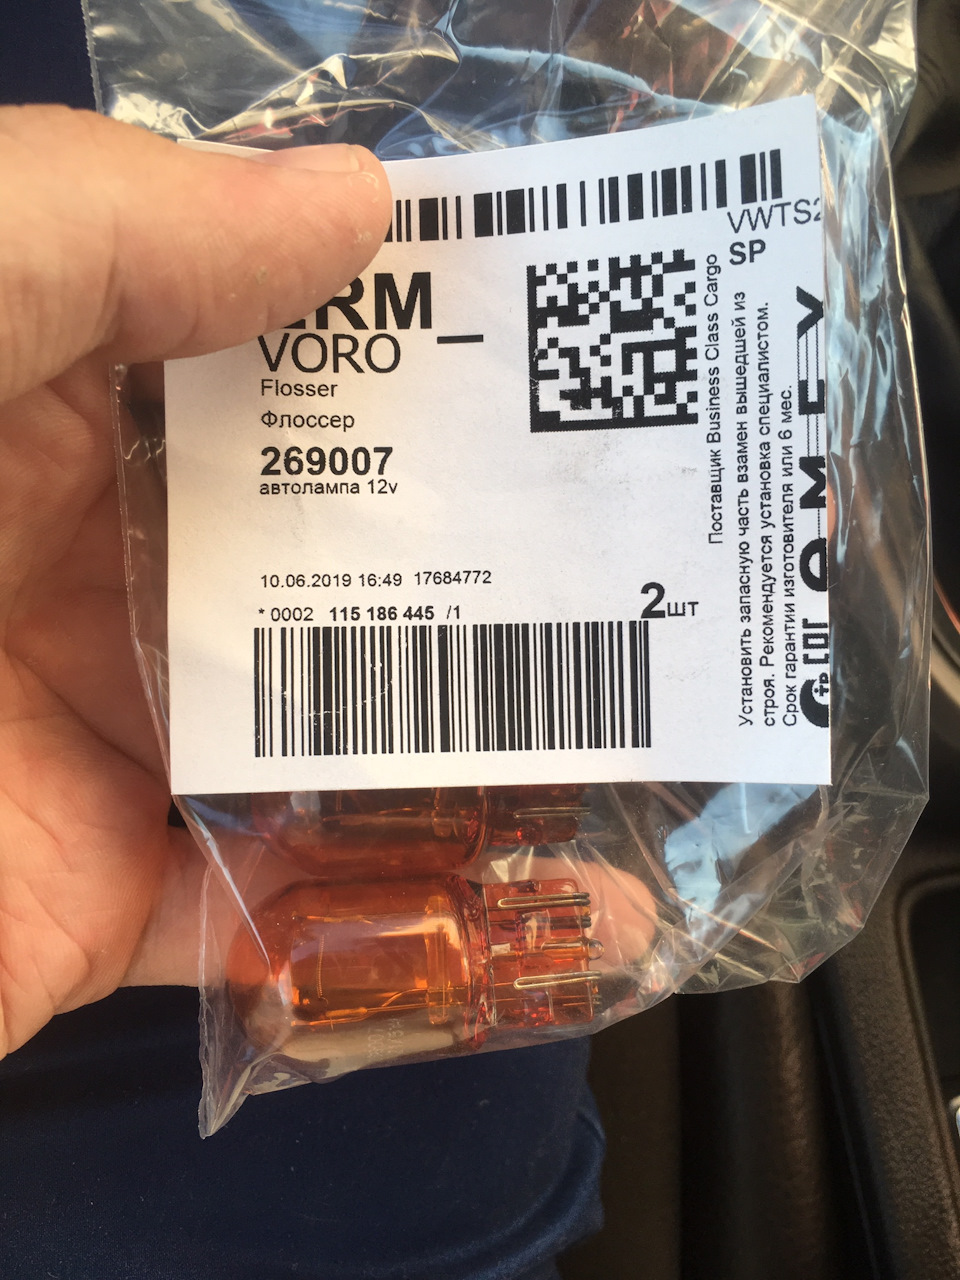 VORO
Flosser
Флоссер
269007
автолампа 12v
10.06.2019 16:49 17684772
* 0002 115 186 445 /1
2шт
VWTS2
SP
Поставщик Business Class Cargo
Установить запасную часть взамен вышедшей из
строя. Рекомендуется установка специалистом.
Срок гарантии изготовителя или 6 мес.